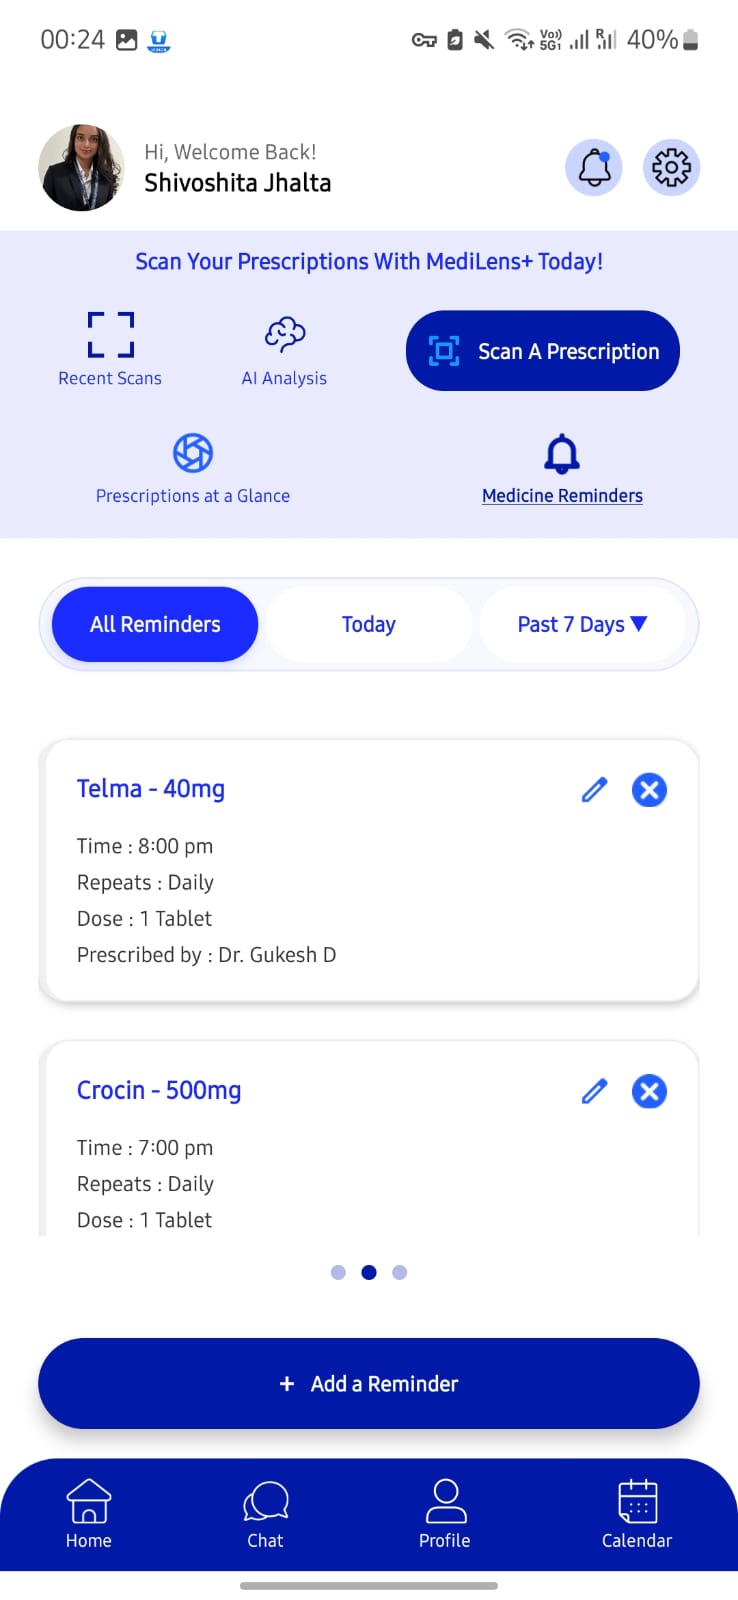 00:24
Vo))
5G1
R
40%
Hi, Welcome Back!
Shivoshita Jhalta
Scan Your Prescriptions With MediLens+ Today!
Recent Scans
AI Analysis
Scan A Prescription
Prescriptions at a Glance
Medicine Reminders
All Reminders
Today
Past 7 Days ▼
Telma - 40mg
Time : 8:00 pm
Repeats : Daily
Dose : 1 Tablet
Prescribed by : Dr. Gukesh D
Crocin - 500mg
Time : 7:00 pm
Repeats : Daily
Dose : 1 Tablet
+ Add a Reminder
Home
Chat
Profile
Calendar